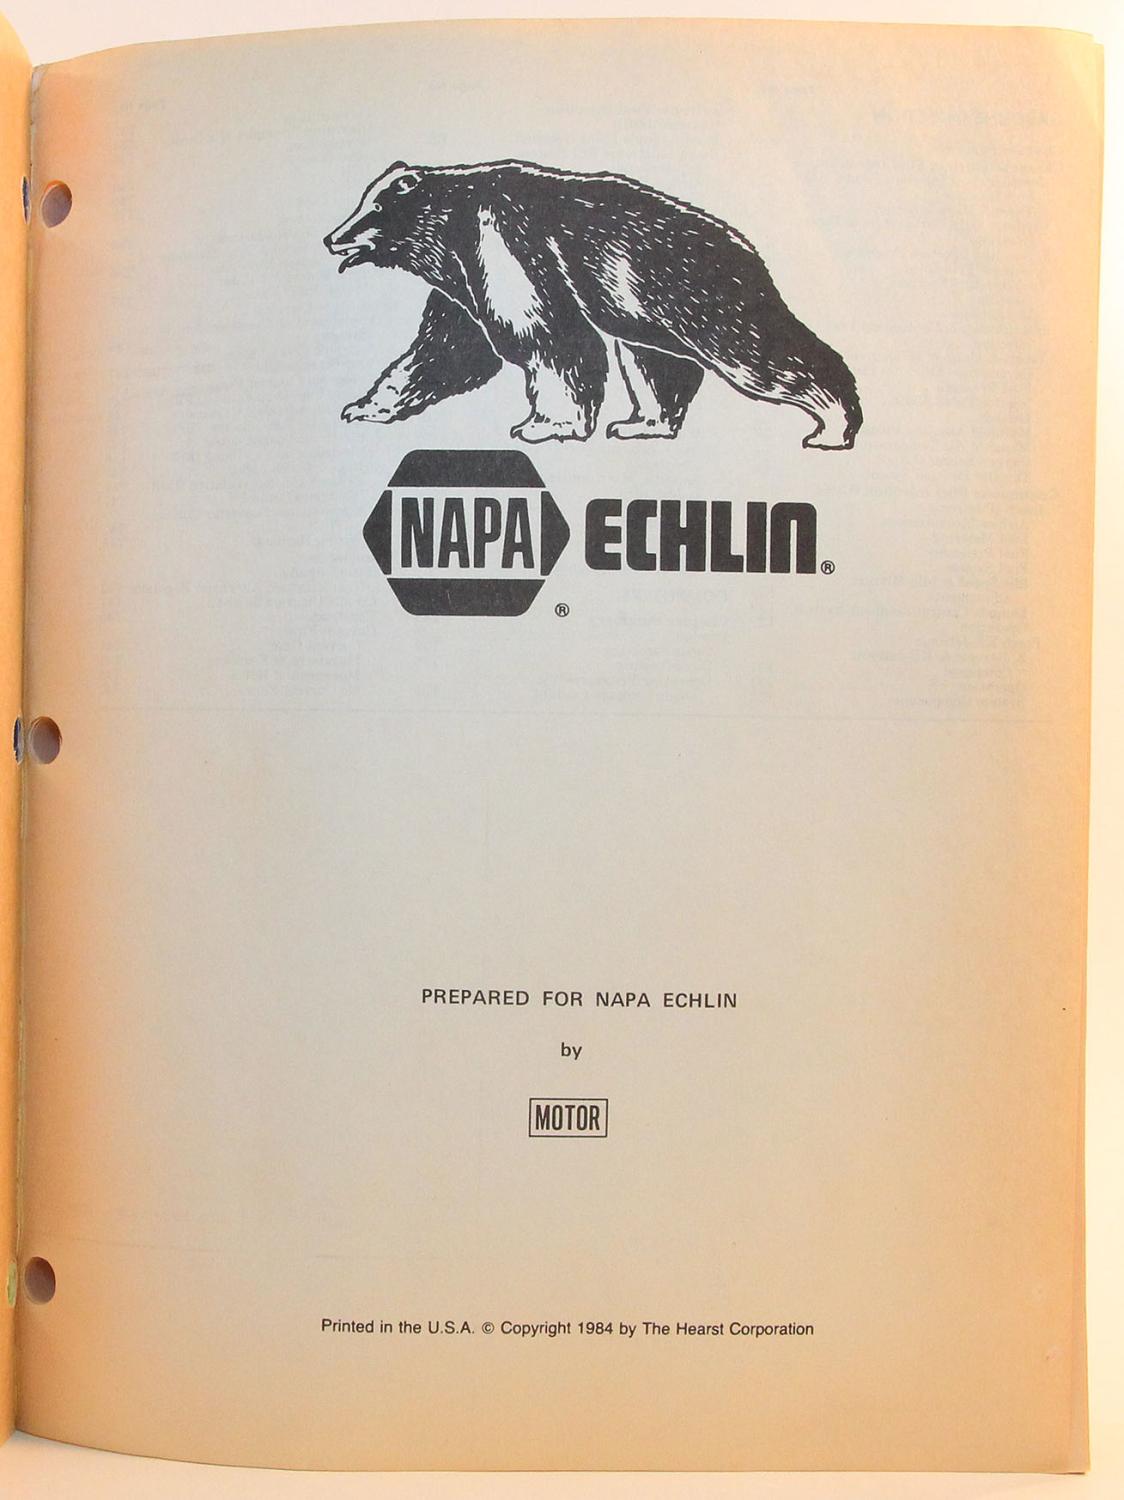 NAPA ECHLIN®
®
PREPARED FOR NAPA ECHLIN
by
MOTOR
Printed in the U.S.A. © Copyright 1984 by The Hearst Corporation